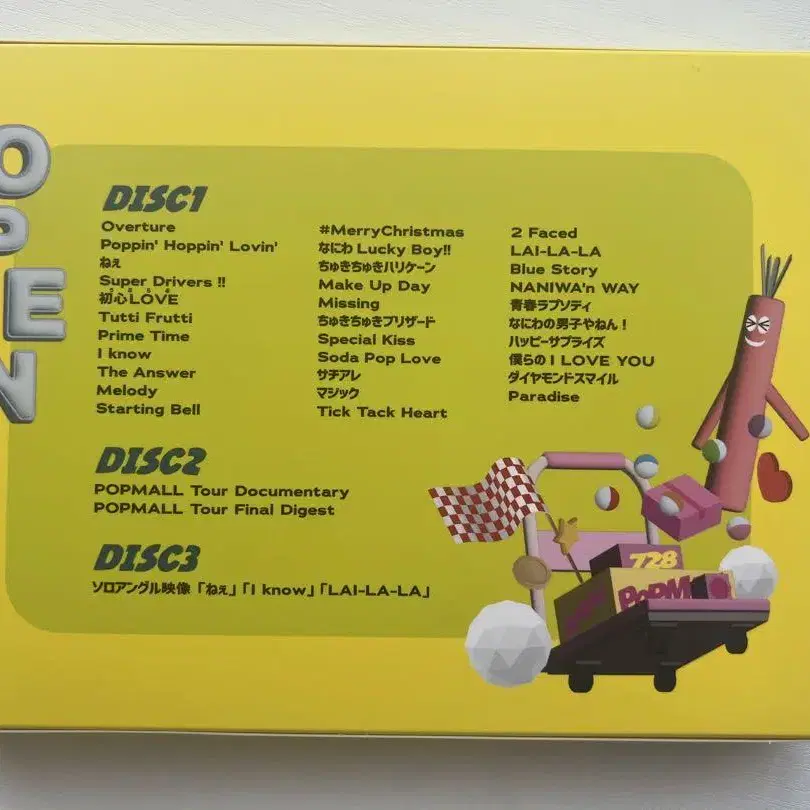 OPEN
DISC1
Overture
Poppin' Hoppin' Lovin'
ねぇ
Super Drivers !!
初心LOVE
Tutti Frutti
Prime Time
I know
The Answer
Melody
Starting Bell
#MerryChristmas
なにわ Lucky Boy!!
ちゅきちゅきハリケーン
Make Up Day
Missing
ちゅきちゅきブリザード
Special Kiss
Soda Pop Love
サチアレ
マジック
Tick Tack Heart
2 Faced
LAI-LA-LA
Blue Story
NANIWA'n WAY
青春ラプソディ
なにわの男子やねん!
ハッピーサプライズ
僕らの I LOVE YOU
ダイヤモンドスマイル
Paradise
DISC2
POPMALL Tour Documentary
POPMALL Tour Final Digest
DISC3
ソロアングル映像「ねぇ」「I know」「LAI-LA-LA」
728
POPM